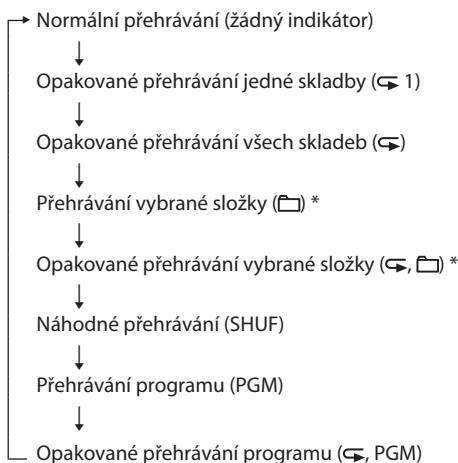 Normální přehrávání (žádný indikátor)
Opakované přehrávání jedné skladby (⮎ 1)
Opakované přehrávání všech skladeb (⮎)
Přehrávání vybrané složky (🗀) *
Opakované přehrávání vybrané složky (⮎, 🗀) *
Náhodné přehrávání (SHUF)
Přehrávání programu (PGM)
Opakované přehrávání programu (⮎, PGM)